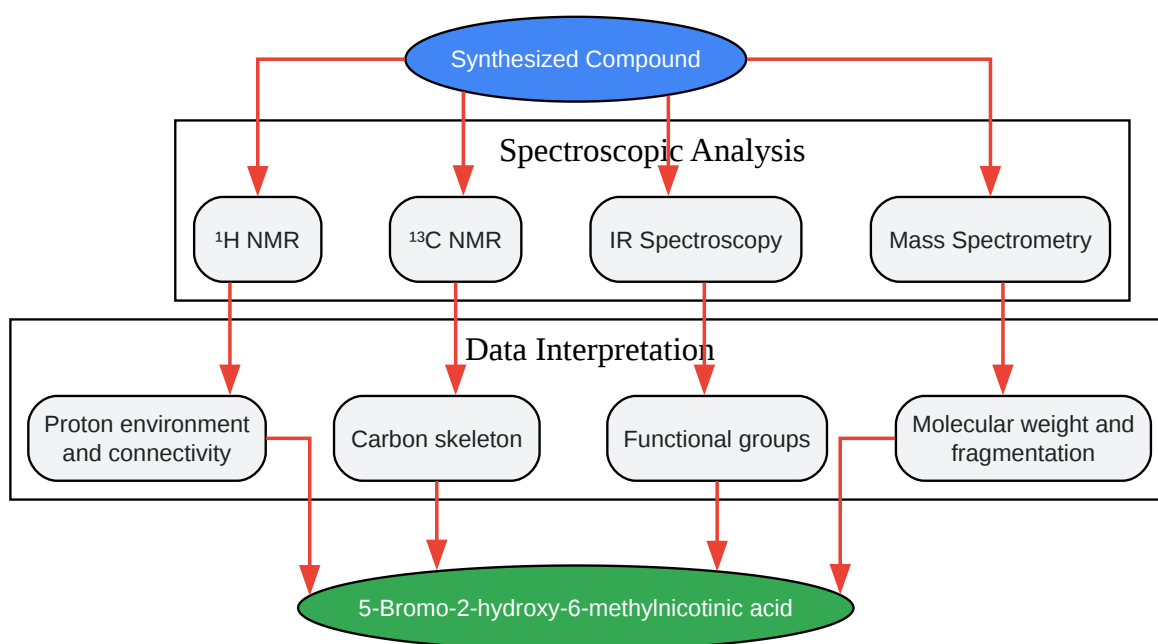 Synthesized Compound
Spectroscopic Analysis
¹H NMR
¹³C NMR
IR Spectroscopy
Mass Spectrometry
Data Interpretation
Proton environment
and connectivity
Carbon skeleton
Functional groups
Molecular weight and
fragmentation
5-Bromo-2-hydroxy-6-methylnicotinic acid